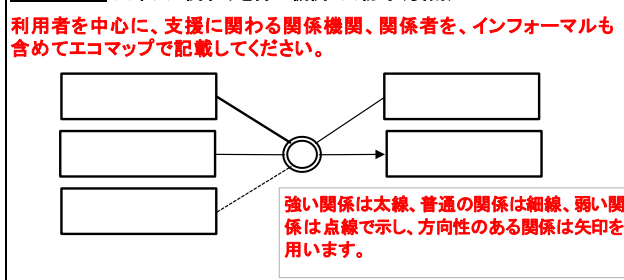 利用者を中心に、支援に関わる関係機関、関係者を、インフォーマルも
含めてエコマップで記載してください。
強い関係は太線、普通の関係は細線、弱い関
係は点線で示し、方向性のある関係は矢印を
用います。